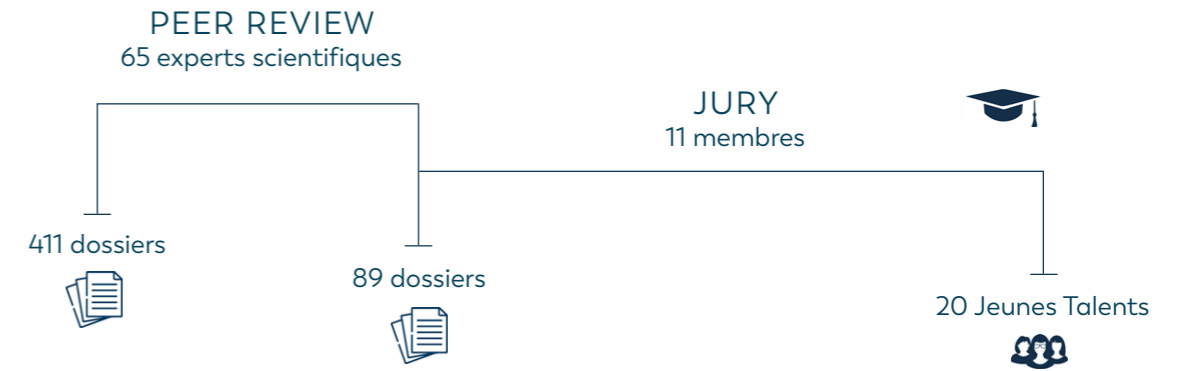 PEER REVIEW
65 experts scientifiques
JURY
11 membres
411 dossiers
89 dossiers
20 Jeunes Talents